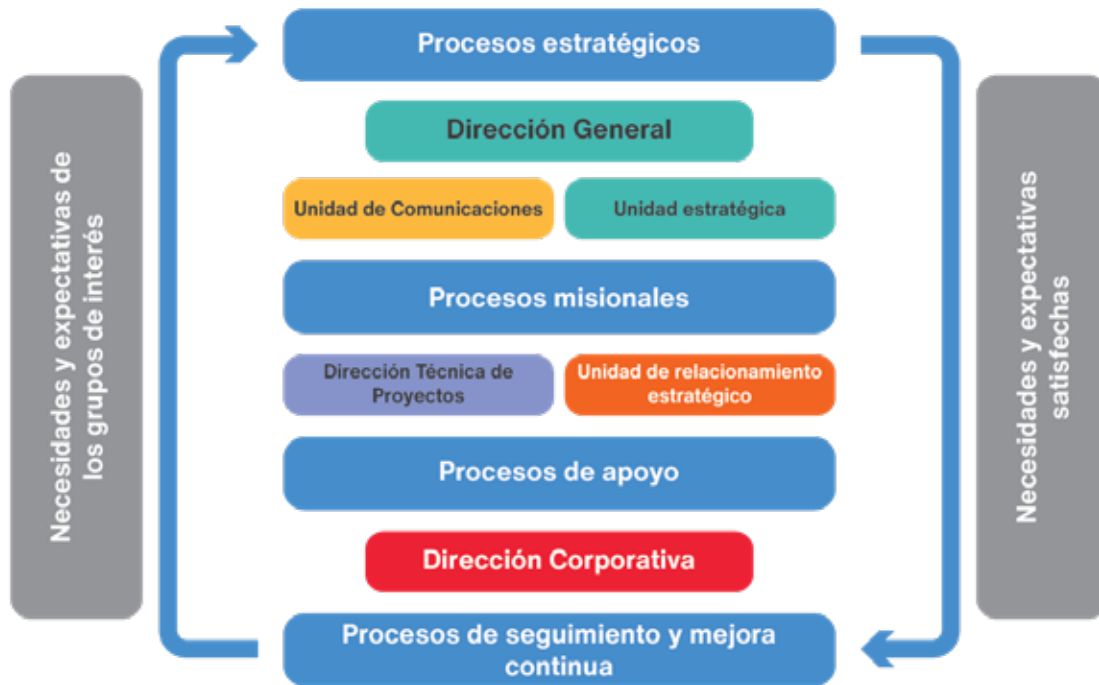 Procesos estratégicos
Dirección General
Unidad de Comunicaciones
Unidad estratégica
Procesos misionales
Dirección Técnica de
Proyectos
Unidad de relacionamiento
estratégico
Procesos de apoyo
Dirección Corporativa
Procesos de seguimiento y mejora
continua
Necesidades y expectativas de
los grupos de interés
Necesidades y expectativas
satisfechas